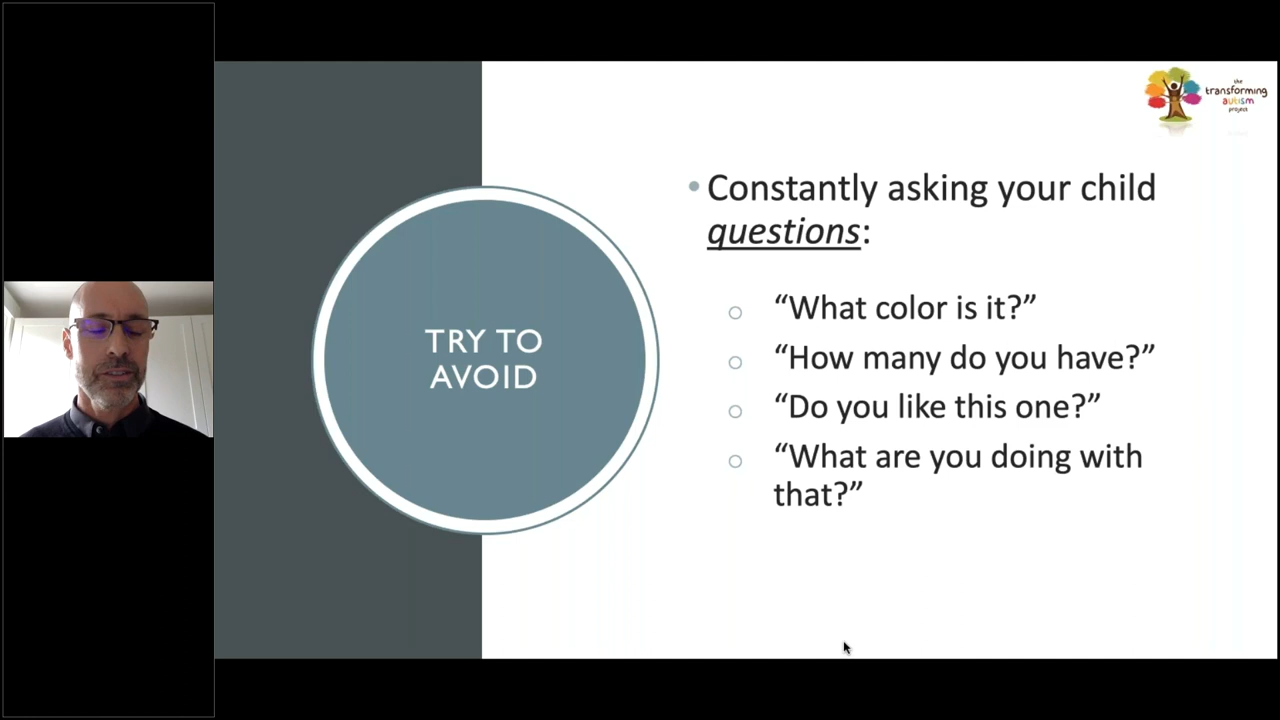 the
transforming
autism
project
TRY TO
AVOID
• Constantly asking your child
questions:
○ “What color is it?”
○ “How many do you have?”
○ “Do you like this one?”
○ “What are you doing with
that?”